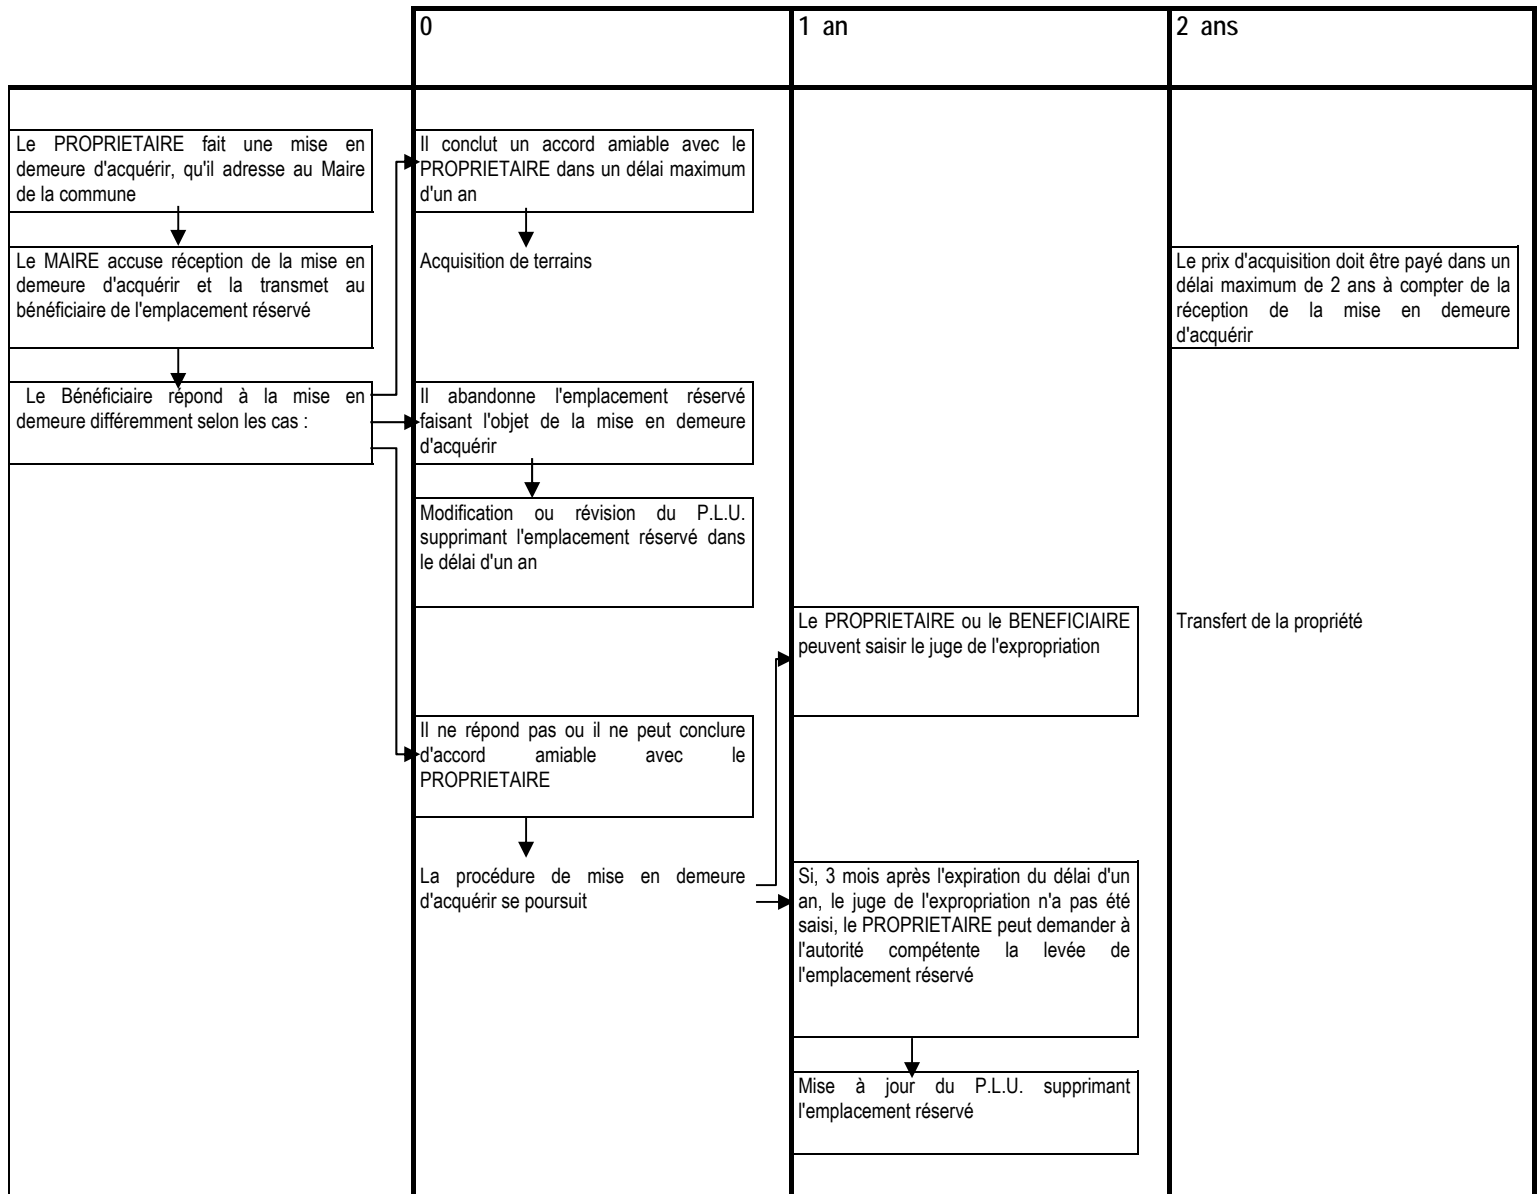 0
1 an
2 ans
Le PROPRIETAIRE fait une mise en
demeure d'acquérir, qu'il adresse au Maire
de la commune
Le MAIRE accuse réception de la mise en
demeure d'acquérir et la transmet au
bénéficiaire de l'emplacement réservé
Le Bénéficiaire répond à la mise en
demeure différemment selon les cas :
Il conclut un accord amiable avec le
PROPRIETAIRE dans un délai maximum
d'un an
Acquisition de terrains
Il abandonne l'emplacement réservé
faisant l'objet de la mise en demeure
d'acquérir
Modification ou révision du P.L.U.
supprimant l'emplacement réservé dans
le délai d'un an
Il ne répond pas ou il ne peut conclure
d'accord amiable avec le
PROPRIETAIRE
La procédure de mise en demeure
d'acquérir se poursuit
Le PROPRIETAIRE ou le BENEFICIAIRE
peuvent saisir le juge de l'expropriation
Si, 3 mois après l'expiration du délai d'un
an, le juge de l'expropriation n'a pas été
saisi, le PROPRIETAIRE peut demander à
l'autorité compétente la levée de
l'emplacement réservé
Mise à jour du P.L.U. supprimant
l'emplacement réservé
Le prix d'acquisition doit être payé dans un
délai maximum de 2 ans à compter de la
réception de la mise en demeure
d'acquérir
Transfert de la propriété